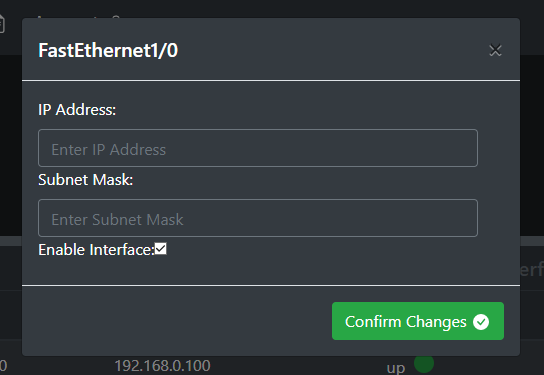 FastEthernet1/0
×
IP Address:
Enter IP Address
Subnet Mask:
Enter Subnet Mask
Enable Interface:
Confirm Changes
192.168.0.100
up